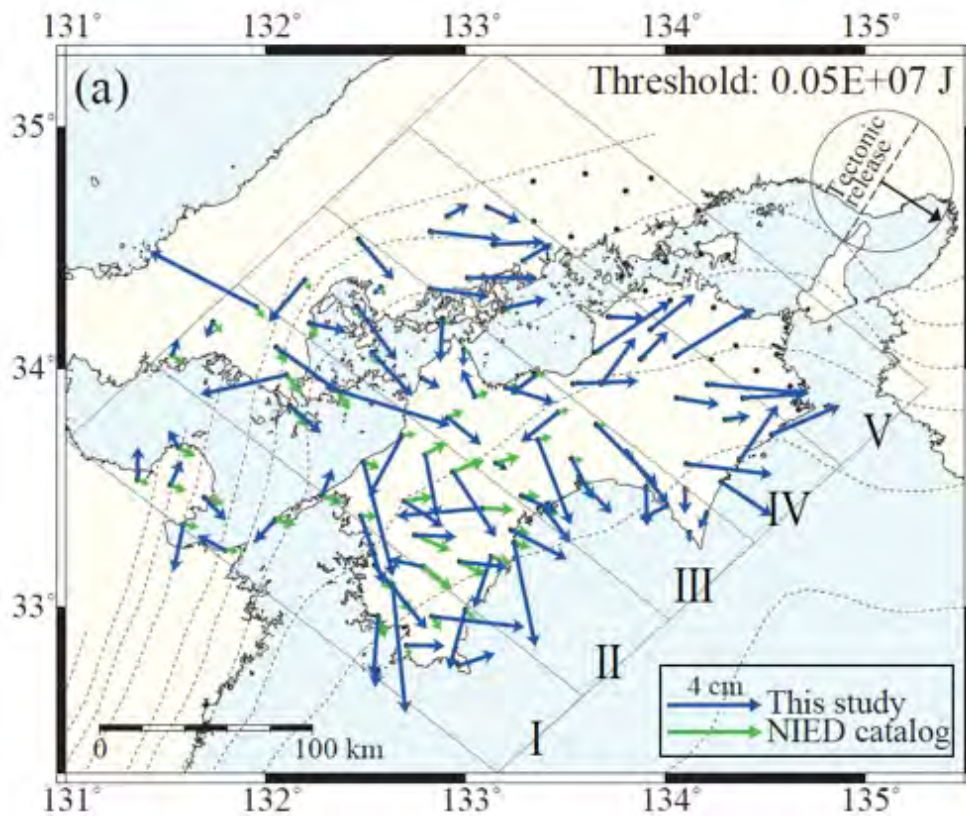 131° 132° 133° 134° 135°
(a)
Threshold: 0.05E+07 J
35°
Tectonic
release
34°
33°
V
IV
III
II
I
4 cm
This study
NIED catalog
0 100 km
131° 132° 133° 134° 135°